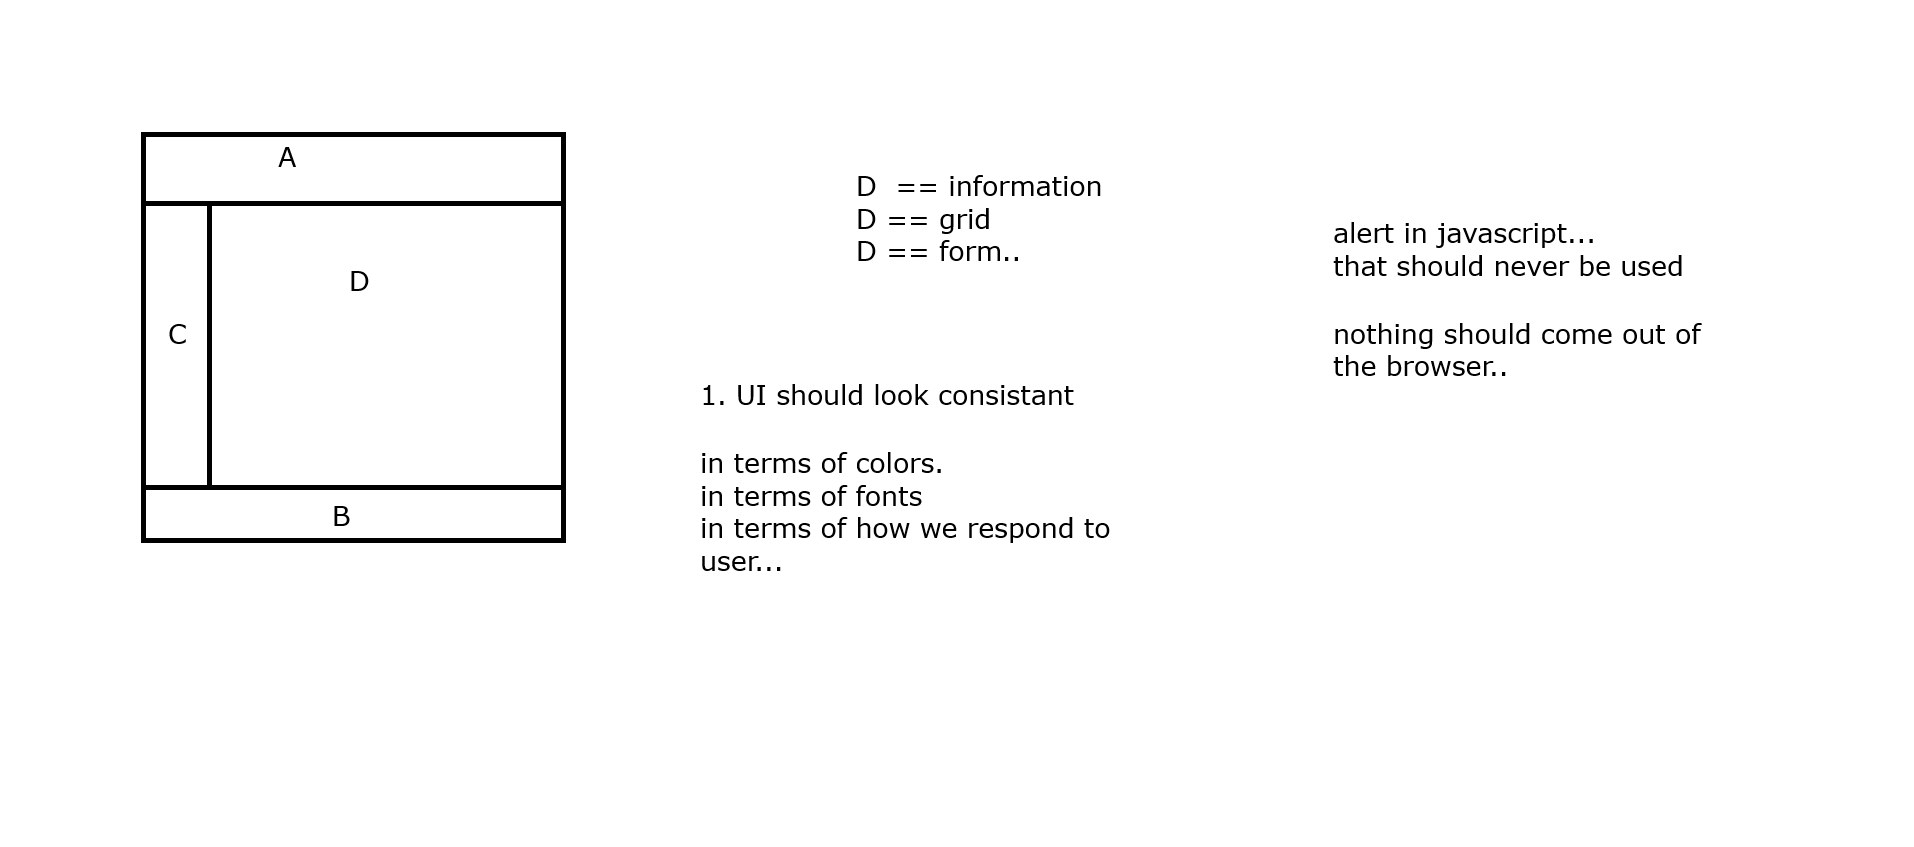 A
C
D
B
D  == information
D == grid
D == form..
1. UI should look consistant
in terms of colors.
in terms of fonts
in terms of how we respond to
user...
alert in javascript...
that should never be used
nothing should come out of
the browser..